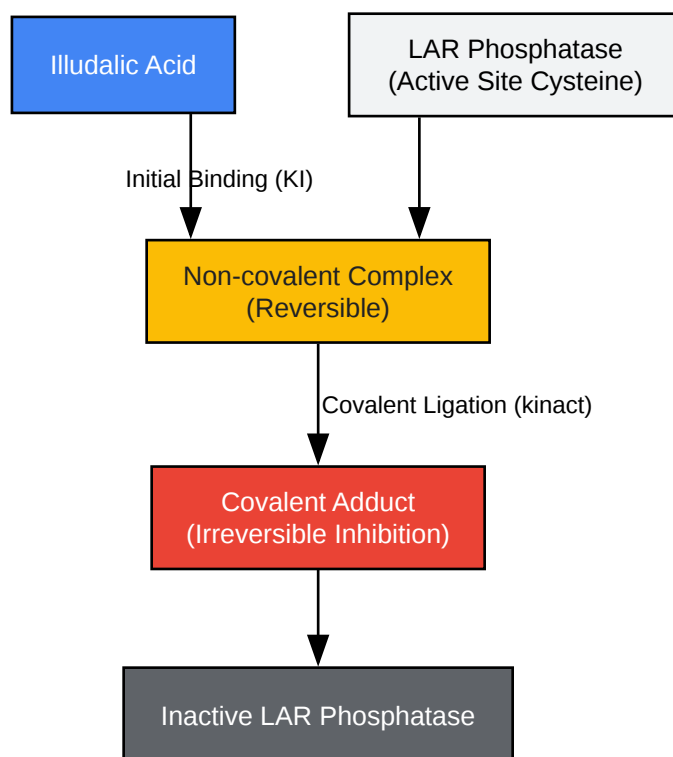 Illudalic Acid
LAR Phosphatase
(Active Site Cysteine)
Initial Binding (KI)
Non-covalent Complex
(Reversible)
Covalent Ligation (kinact)
Covalent Adduct
(Irreversible Inhibition)
Inactive LAR Phosphatase